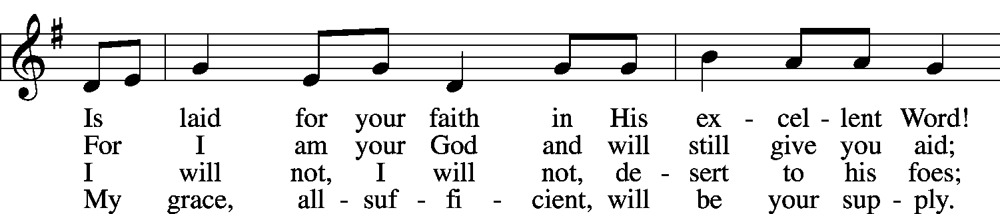 Is laid for your faith in His ex - cel - lent Word!
For I am your God and will still give you aid;
I will not, I will not, de - sert to his foes;
My grace, all - suf - fi - cient, will be your sup - ply.